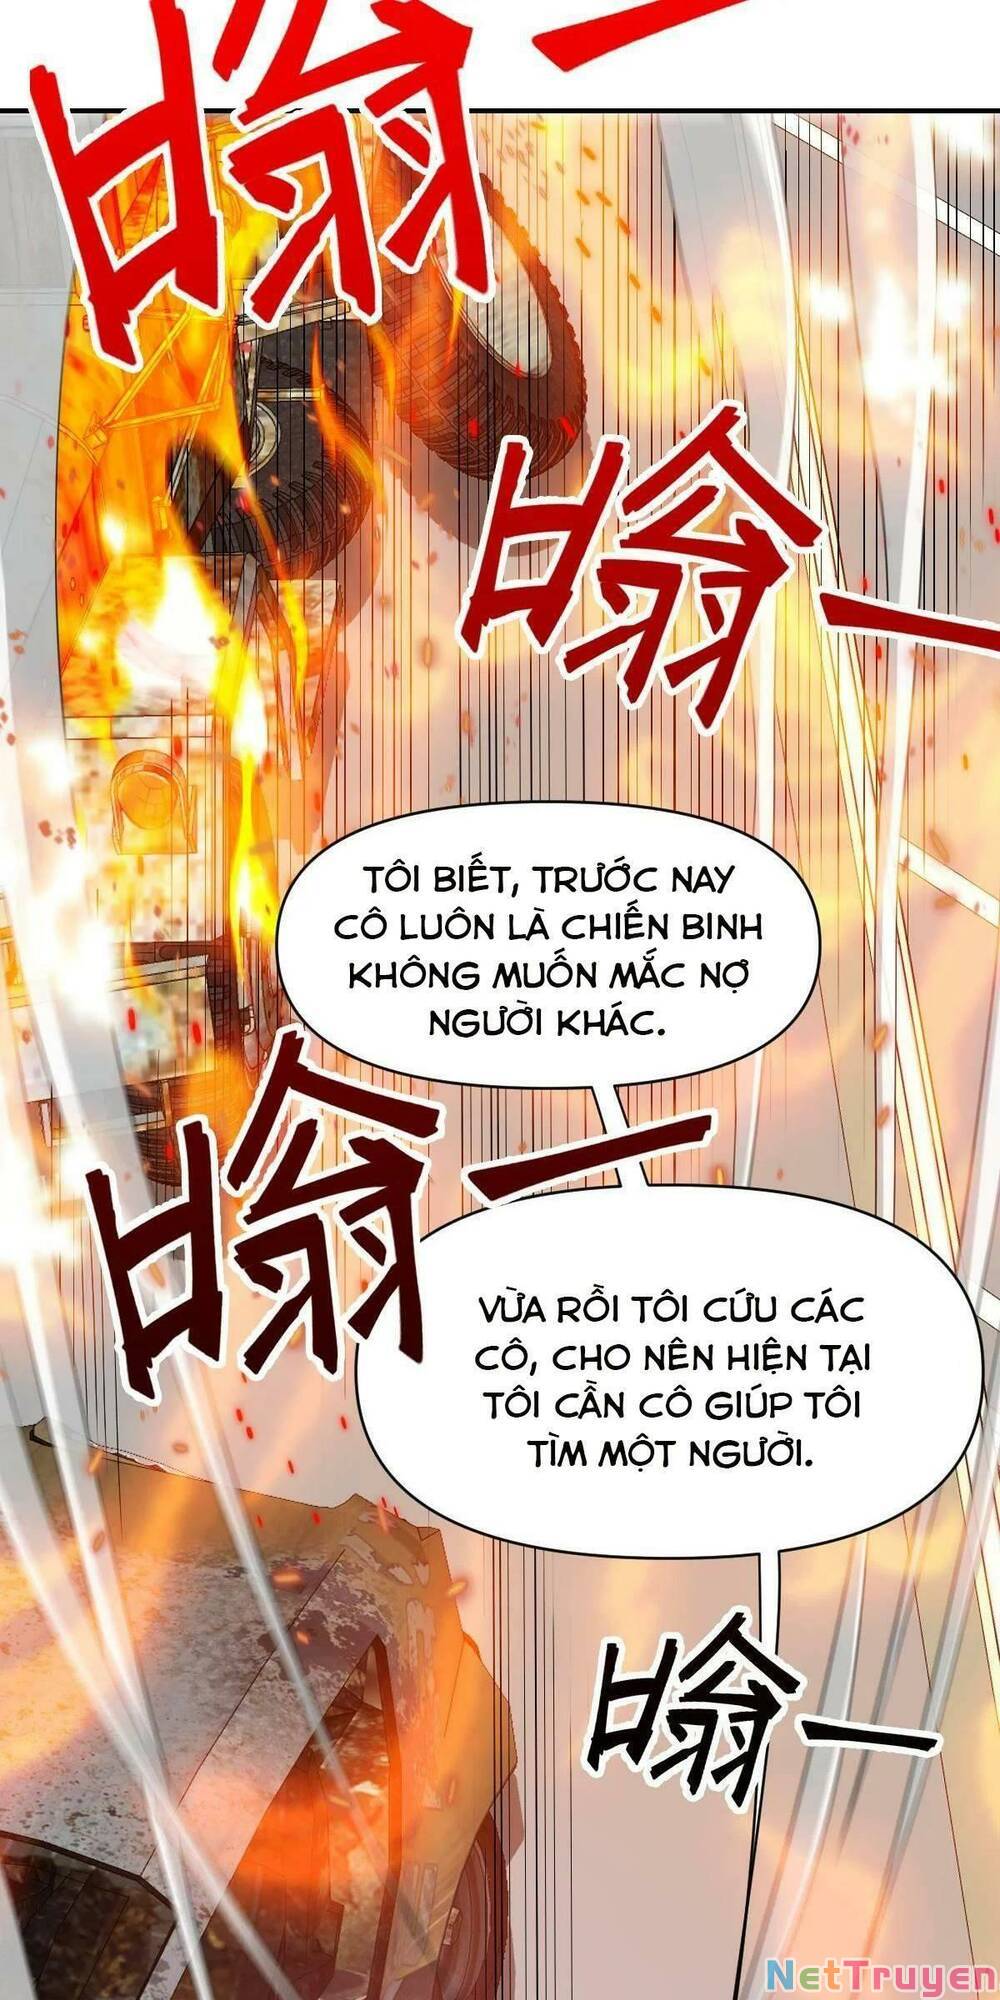 嗡一
嗡一
TÔI BIẾT, TRƯỚC NAY
CÔ LUÔN LÀ CHIẾN BINH
KHÔNG MUỐN MẮC NỢ
NGƯỜI KHÁC.
嗡一
VỪA RỒI TÔI CỨU CÁC
CÔ, CHO NÊN HIỆN TẠI
TÔI CẦN CÔ GIÚP TÔI
TÌM MỘT NGƯỜI.
嗡一
NetTruyen